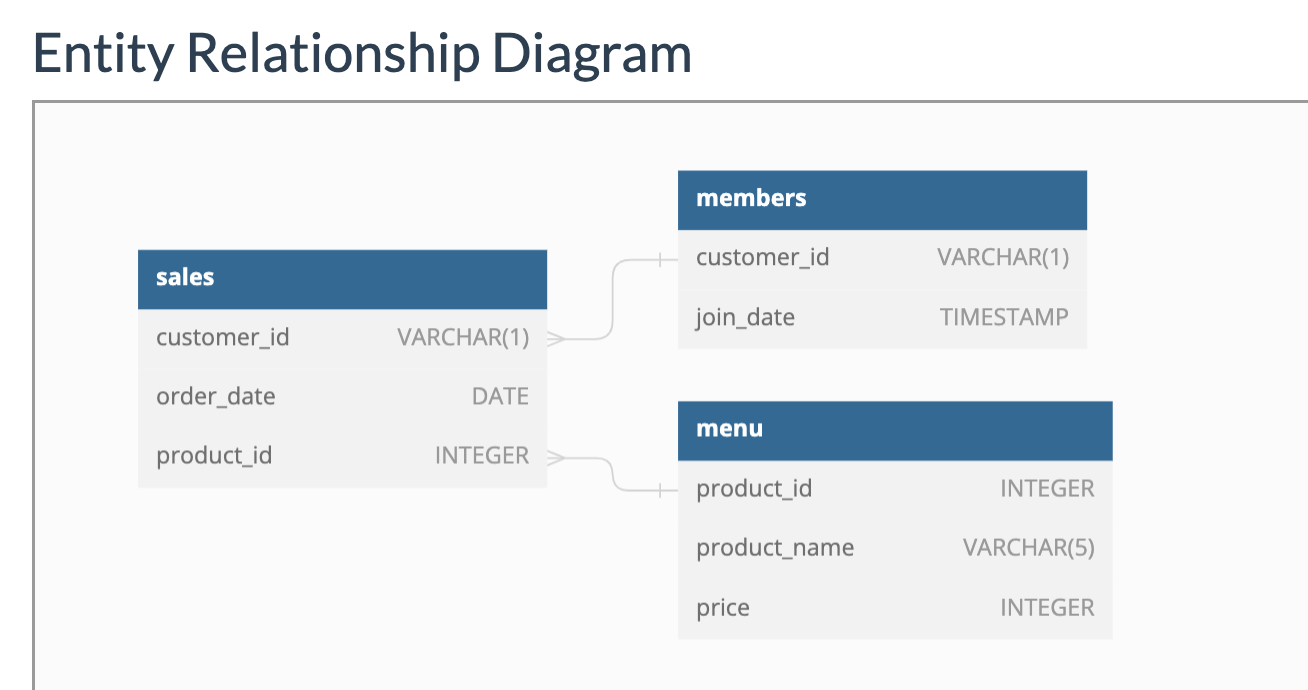 Entity Relationship Diagram
sales
customer_id VARCHAR(1)
order_date DATE
product_id INTEGER
members
customer_id VARCHAR(1)
join_date TIMESTAMP
menu
product_id INTEGER
product_name VARCHAR(5)
price INTEGER